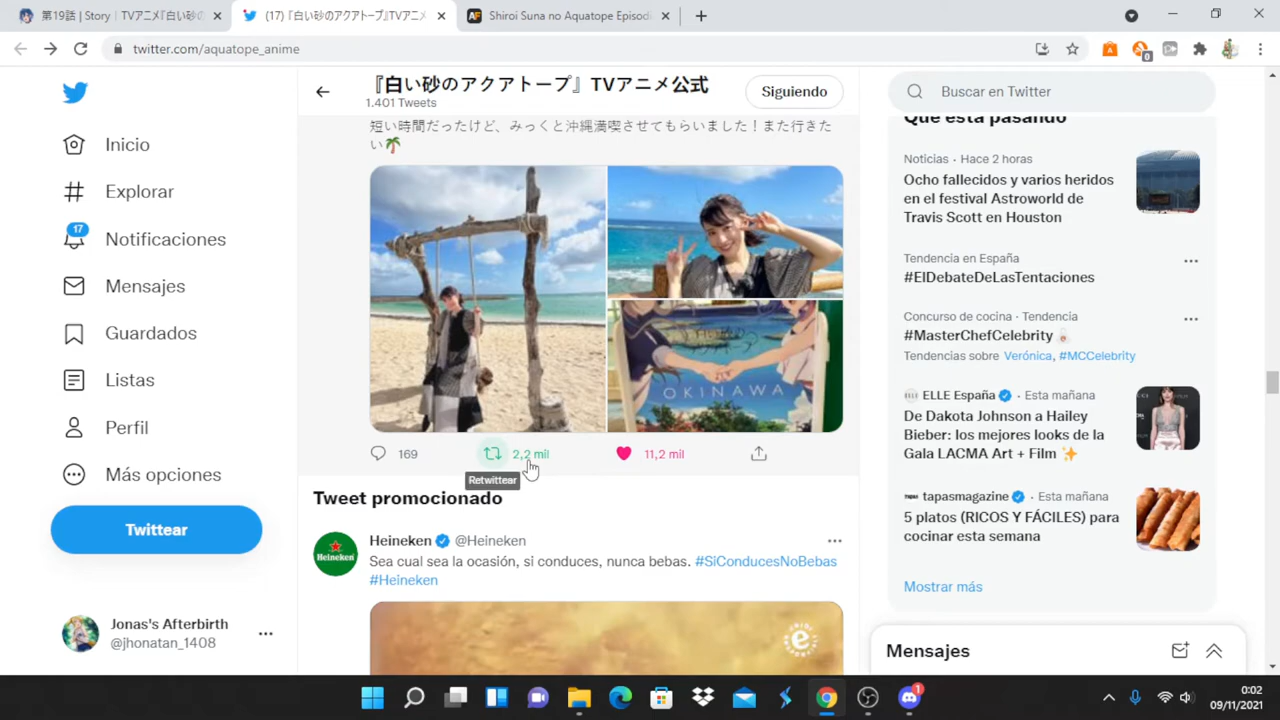 第19話 | Story | TVアニメ『白い砂の
(17) 『白い砂のアクアトープ』TVアニメ
AF Shiroi Suna no Aquatope Episod
twitter.com/aquatope_anime
0
『白い砂のアクアトープ』TVアニメ公式
1.401 Tweets
Siguiendo
Buscar en Twitter
Inicio
Explorar
17
Notificaciones
Mensajes
Guardados
Listas
Perfil
Más opciones
Twittear
Jonas's Afterbirth
@jhonatan_1408
短い時間だったけど、みっくと沖縄満喫させてもらいました！また行きた
い🌴
OKINAWA
169
2,2 mil
11,2 mil
Retwittear
Tweet promocionado
Heineken @Heineken
Heineken
Sea cual sea la ocasión, si conduces, nunca bebas. #SiConducesNoBebas
#Heineken
e
Qué está pasando
Noticias · Hace 2 horas
Ocho fallecidos y varios heridos
en el festival Astroworld de
Travis Scott en Houston
Tendencia en España
#ElDebateDeLasTentaciones
Concurso de cocina · Tendencia
#MasterChefCelebrity
Tendencias sobre Verónica, #MCCelebrity
ELLE España · Esta mañana
De Dakota Johnson a Hailey
Bieber: los mejores looks de la
Gala LACMA Art + Film ✨
tapas tapasmagazine · Esta mañana
5 platos (RICOS Y FÁCILES) para
cocinar esta semana
Mostrar más
Mensajes
1
0:02
09/11/2021